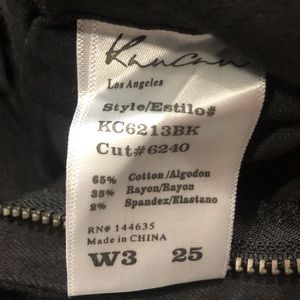 Kancan
Los Angeles
Style/Estilo#
KC6213BK
Cut#6240
65% Cotton/Algodon
33% Rayon/Rayon
2% Spandex/Elastano
RN# 144635
Made in CHINA
W3 25